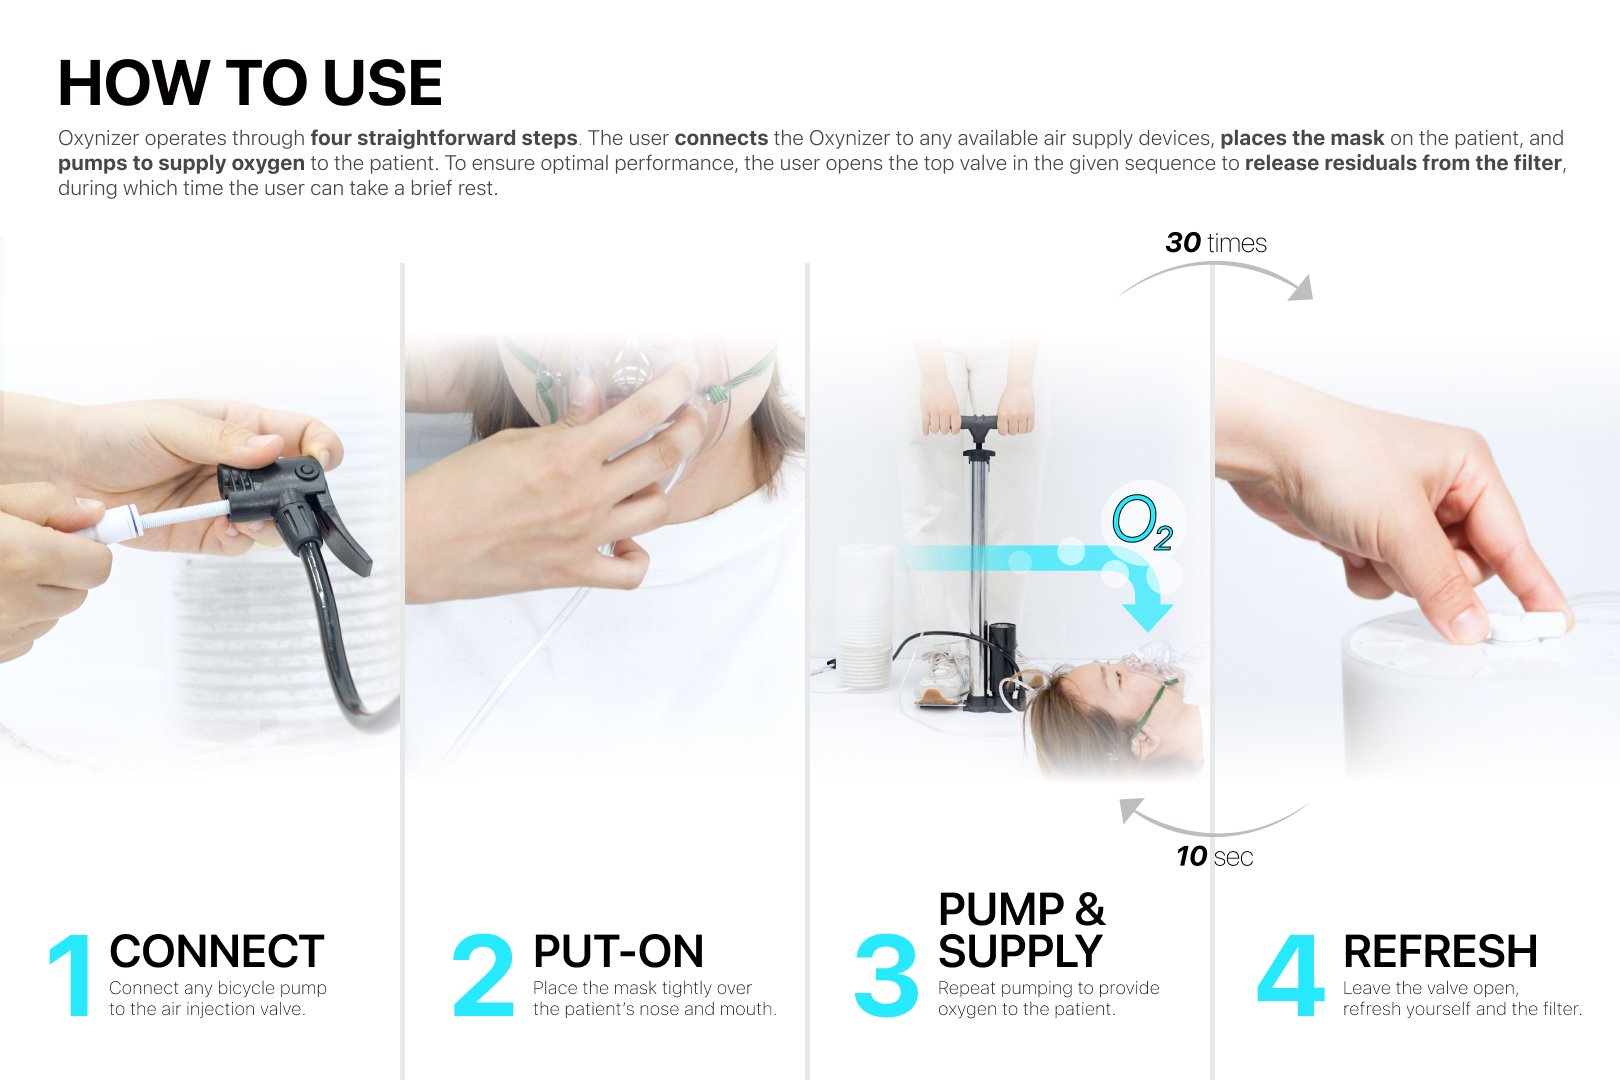 HOW TO USE
Oxynizer operates through four straightforward steps. The user connects the Oxynizer to any available air supply devices, places the mask on the patient, and
pumps to supply oxygen to the patient. To ensure optimal performance, the user opens the top valve in the given sequence to release residuals from the filter,
during which time the user can take a brief rest.
30 times
O2
10 sec
1 CONNECT
Connect any bicycle pump
to the air injection valve.
2 PUT-ON
Place the mask tightly over
the patient's nose and mouth.
3 PUMP &
SUPPLY
Repeat pumping to provide
oxygen to the patient.
4 REFRESH
Leave the valve open,
refresh yourself and the filter.